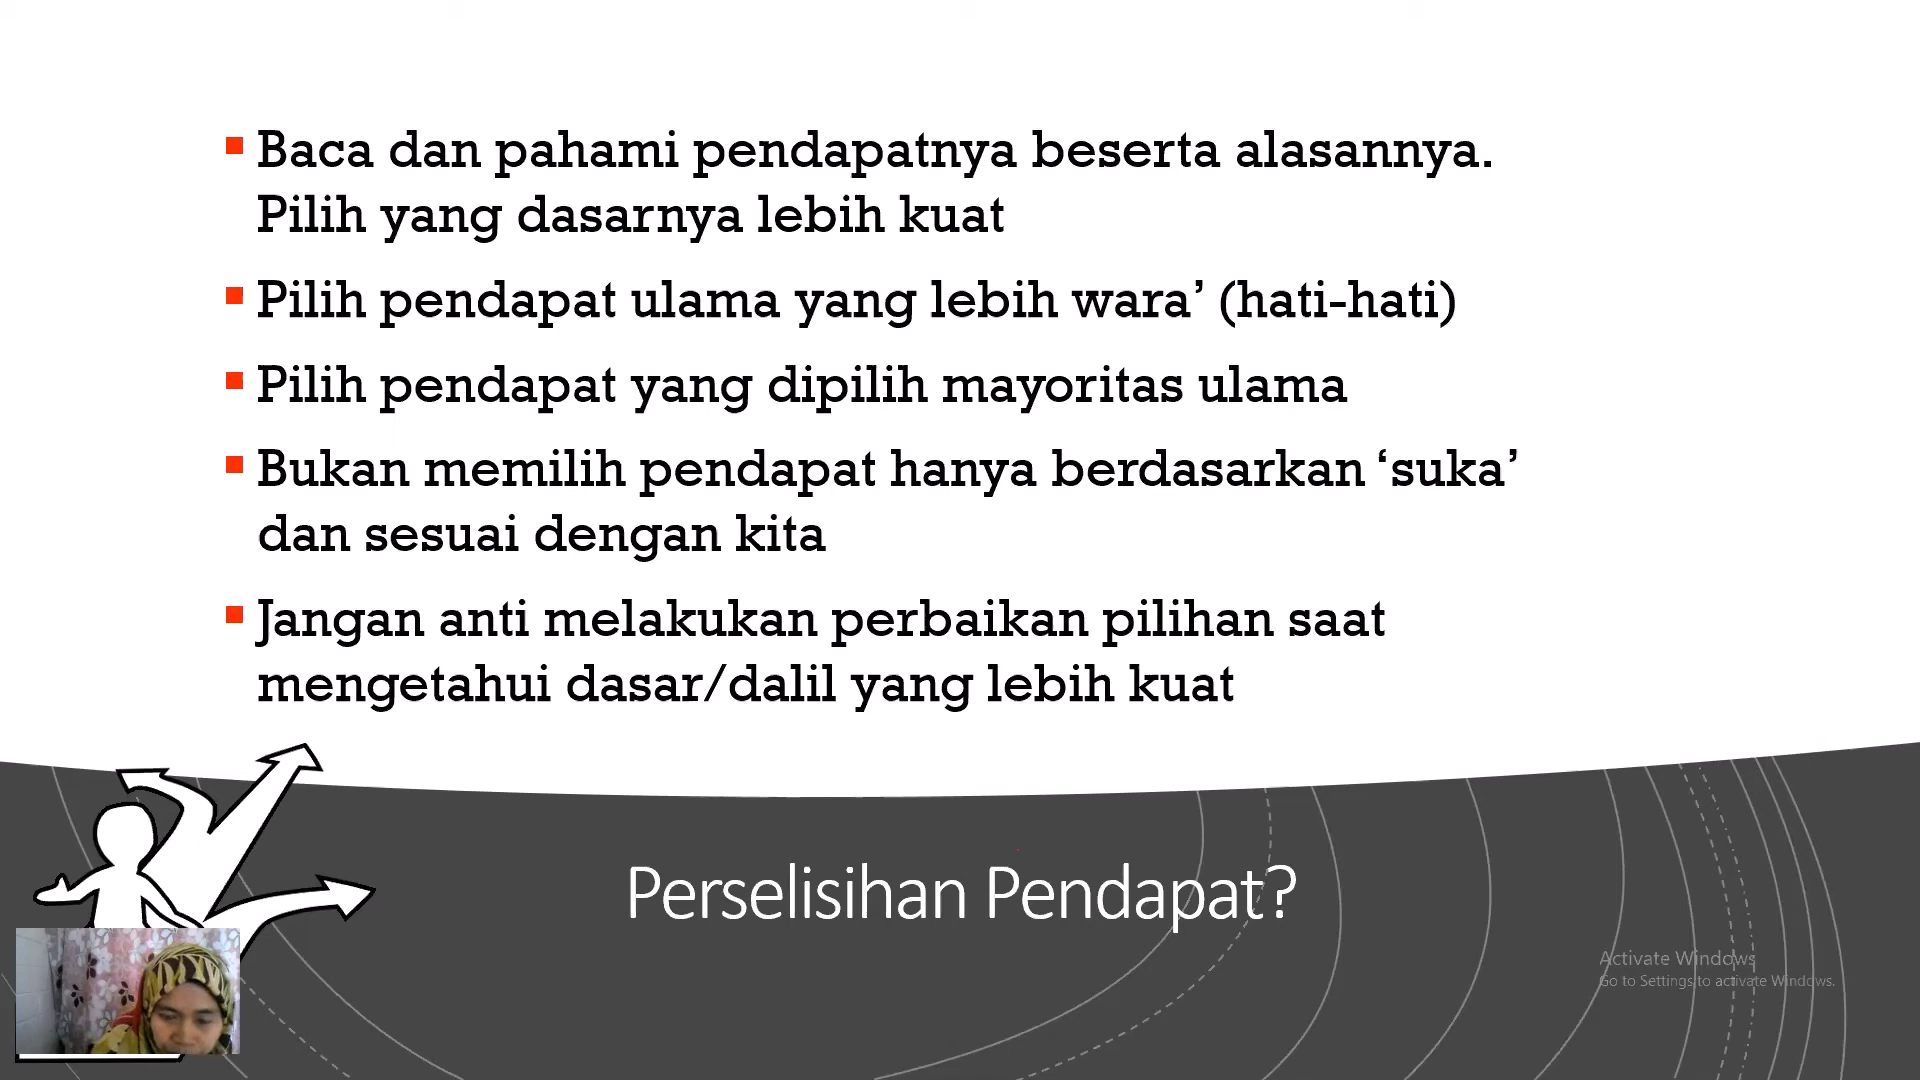 Baca dan pahami pendapatnya beserta alasannya.
Pilih yang dasarnya lebih kuat
Pilih pendapat ulama yang lebih wara’ (hati-hati)
Pilih pendapat yang dipilih mayoritas ulama
Bukan memilih pendapat hanya berdasarkan ‘suka’
dan sesuai dengan kita
Jangan anti melakukan perbaikan pilihan saat
mengetahui dasar/dalil yang lebih kuat
Perselisihan Pendapat?
Activate Windows
Go to Settings to activate Windows.